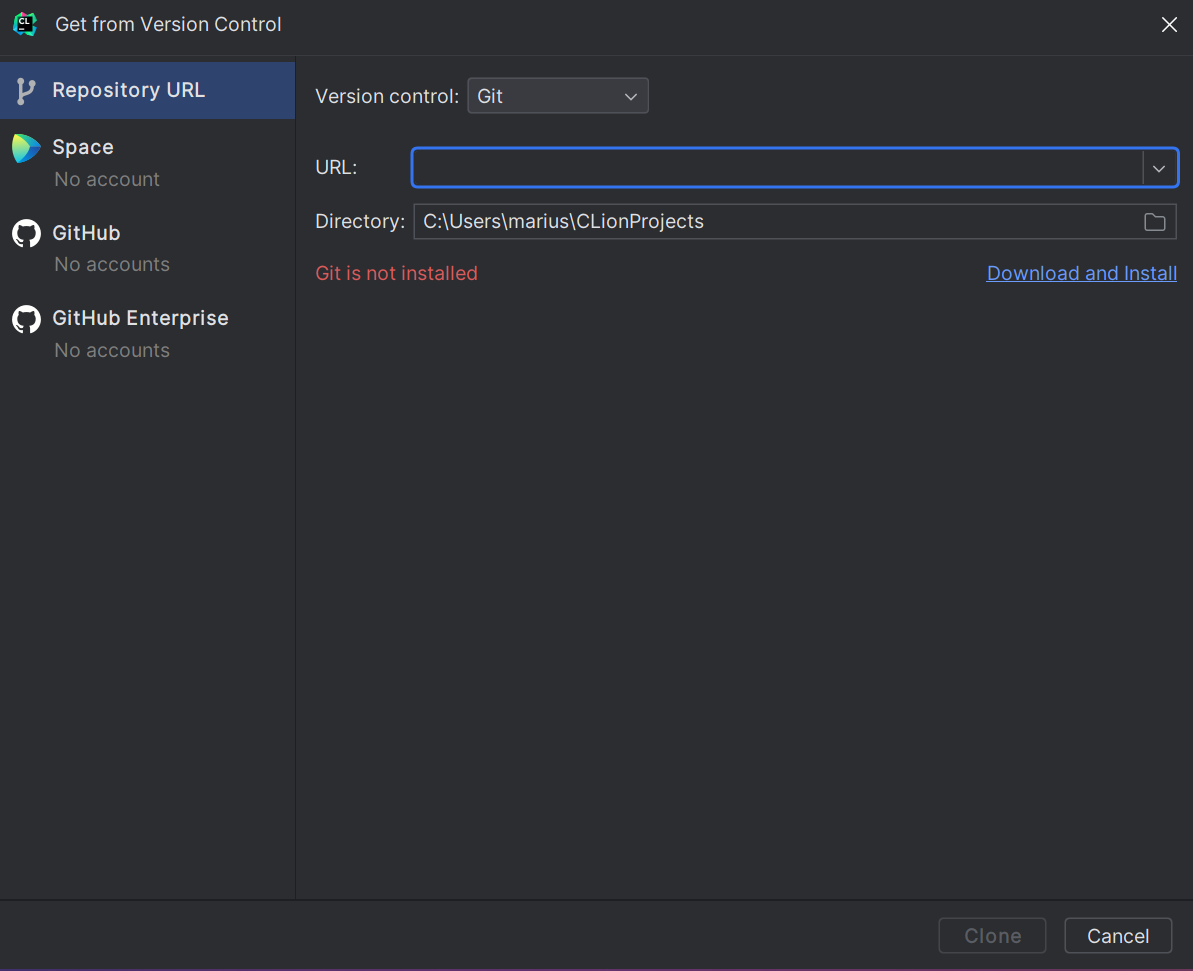 CL
Get from Version Control
Repository URL
Space
No account
GitHub
No accounts
GitHub Enterprise
No accounts
Version control: Git
URL:
Directory: C:\Users\marius\CLionProjects
Git is not installed Download and Install
Clone Cancel